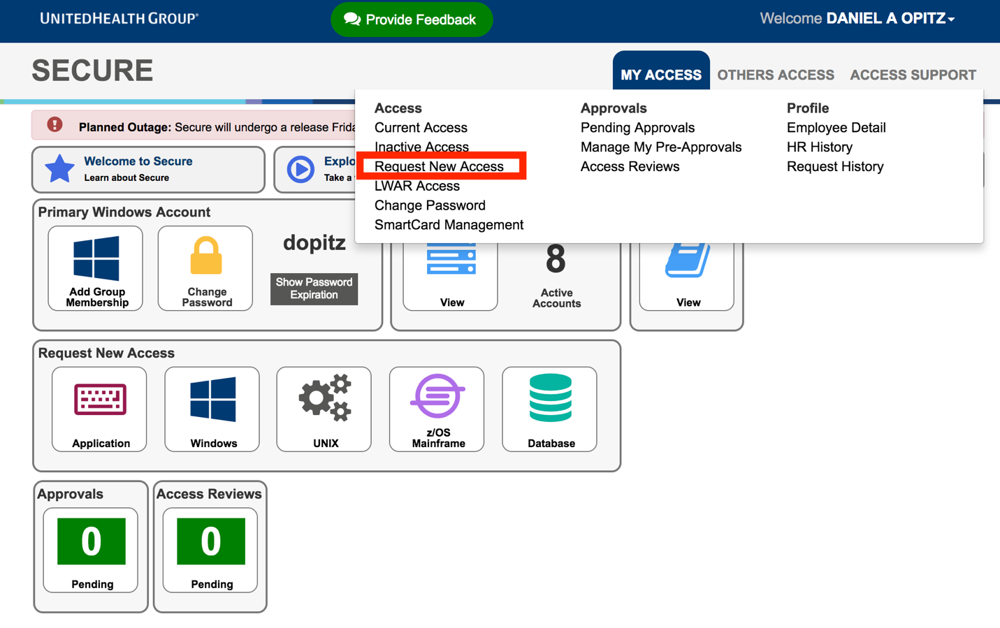 UNITEDHEALTH GROUP®
Provide Feedback
Welcome DANIEL A OPITZ
SECURE
MY ACCESS
OTHERS ACCESS
ACCESS SUPPORT
Access
Current Access
Inactive Access
Request New Access
LWAR Access
Change Password
SmartCard Management
Approvals
Pending Approvals
Manage My Pre-Approvals
Access Reviews
Profile
Employee Detail
HR History
Request History
Planned Outage: Secure will undergo a release Frida
Welcome to Secure
Learn about Secure
Explo
Take a
Primary Windows Account
Add Group
Membership
Change
Password
dopitz
Show Password
Expiration
View
8
Active
Accounts
View
Request New Access
Application
Windows
UNIX
z/OS
Mainframe
Database
Approvals
0
Pending
Access Reviews
0
Pending